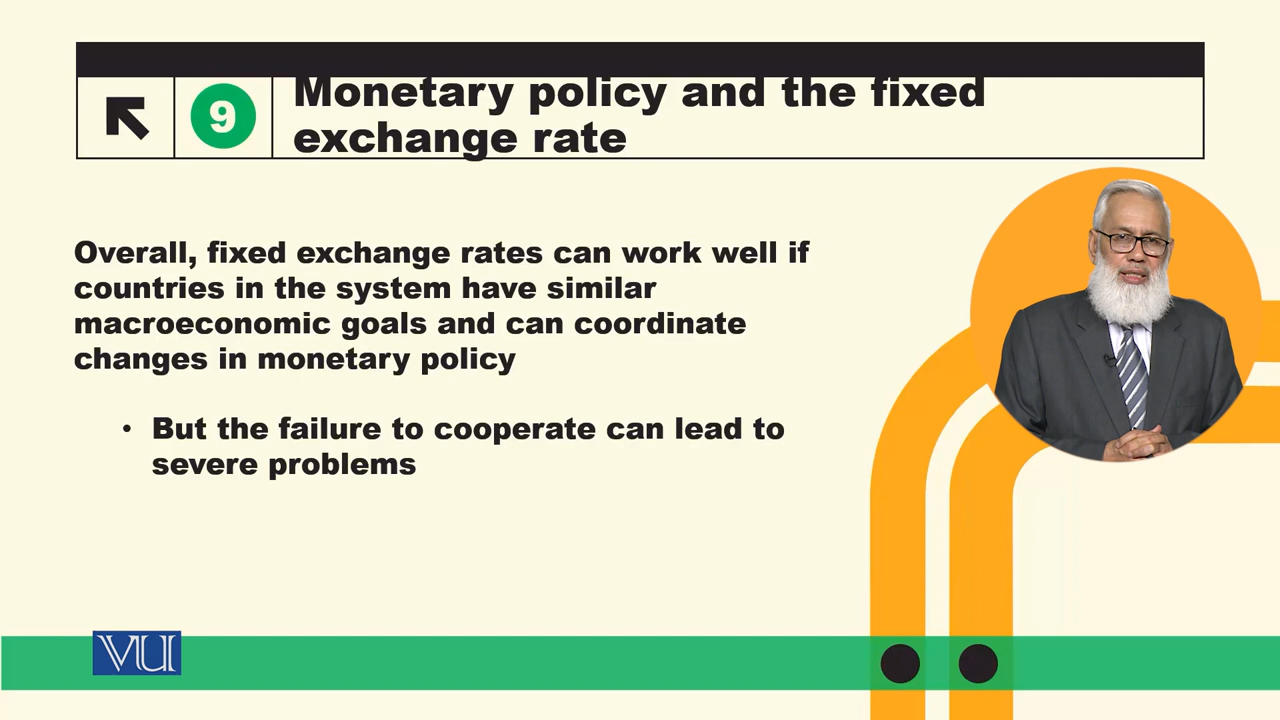 9
Monetary policy and the fixed
exchange rate
Overall, fixed exchange rates can work well if
countries in the system have similar
macroeconomic goals and can coordinate
changes in monetary policy
• But the failure to cooperate can lead to
severe problems
VU